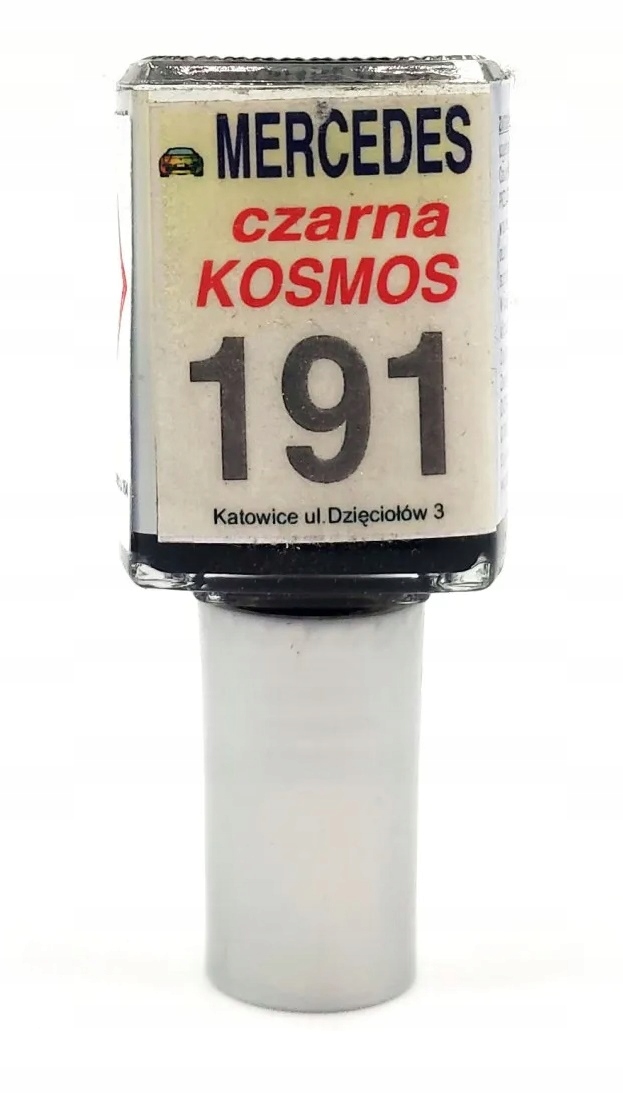 MERCEDES
czarna
KOSMOS
191
Katowice ul.Dzięciołów 3